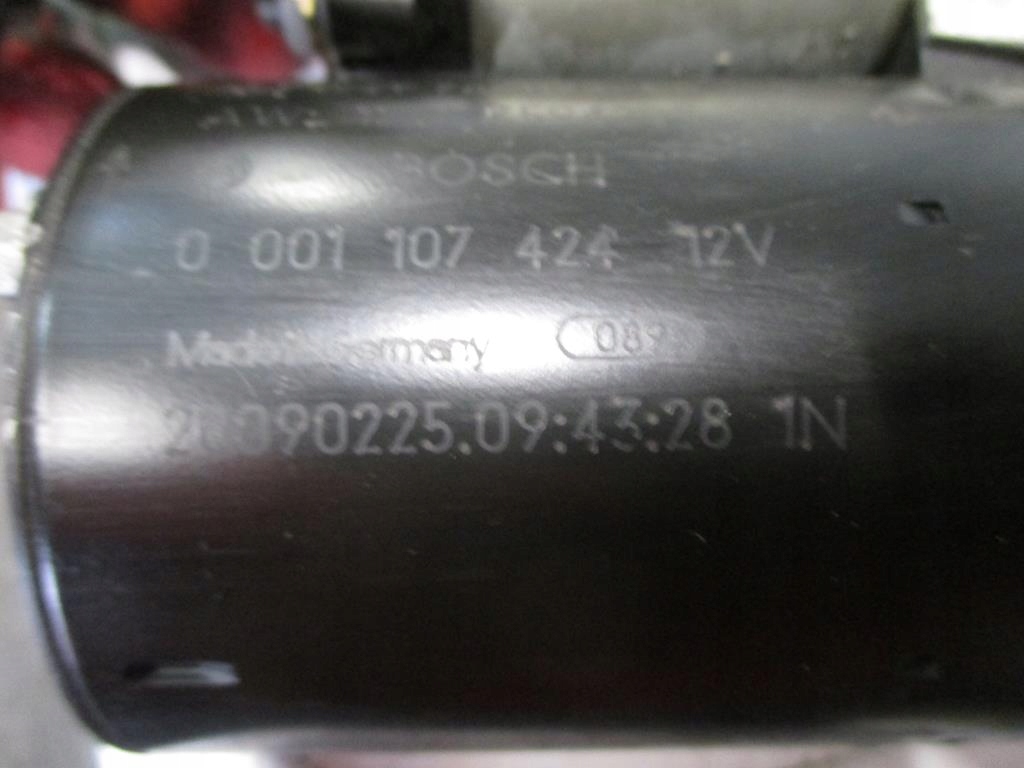 BOSCH
0 001 107 424 12V
Made in Germany 089
20090225.09:43:28 1N